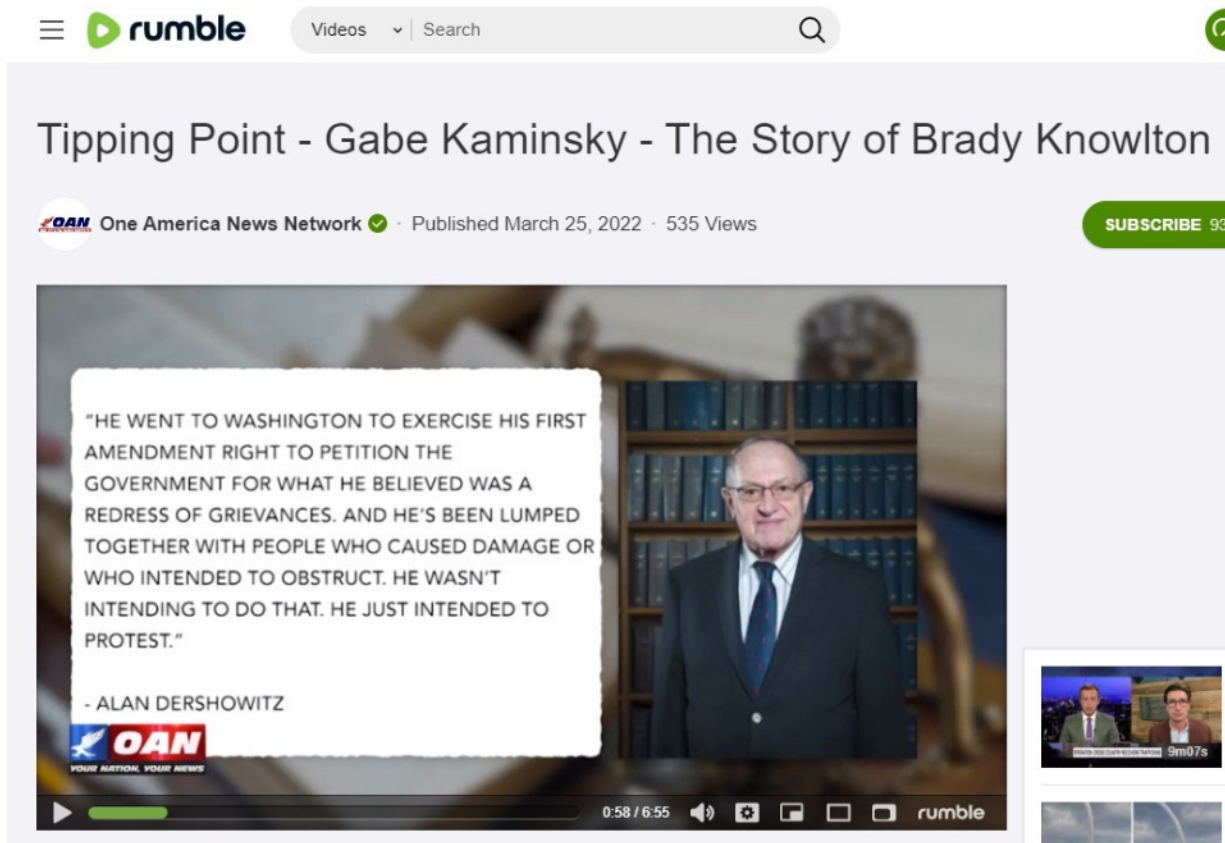 rumble
Videos
Search
Tipping Point - Gabe Kaminsky - The Story of Brady Knowlton
OAN One America News Network · Published March 25, 2022 · 535 Views
SUBSCRIBE 93
"HE WENT TO WASHINGTON TO EXERCISE HIS FIRST
AMENDMENT RIGHT TO PETITION THE
GOVERNMENT FOR WHAT HE BELIEVED WAS A
REDRESS OF GRIEVANCES. AND HE'S BEEN LUMPED
TOGETHER WITH PEOPLE WHO CAUSED DAMAGE OR
WHO INTENDED TO OBSTRUCT. HE WASN'T
INTENDING TO DO THAT. HE JUST INTENDED TO
PROTEST."
- ALAN DERSHOWITZ
OAN
YOUR NATION, YOUR NEWS
9m07s
0:58 / 6:55
rumble